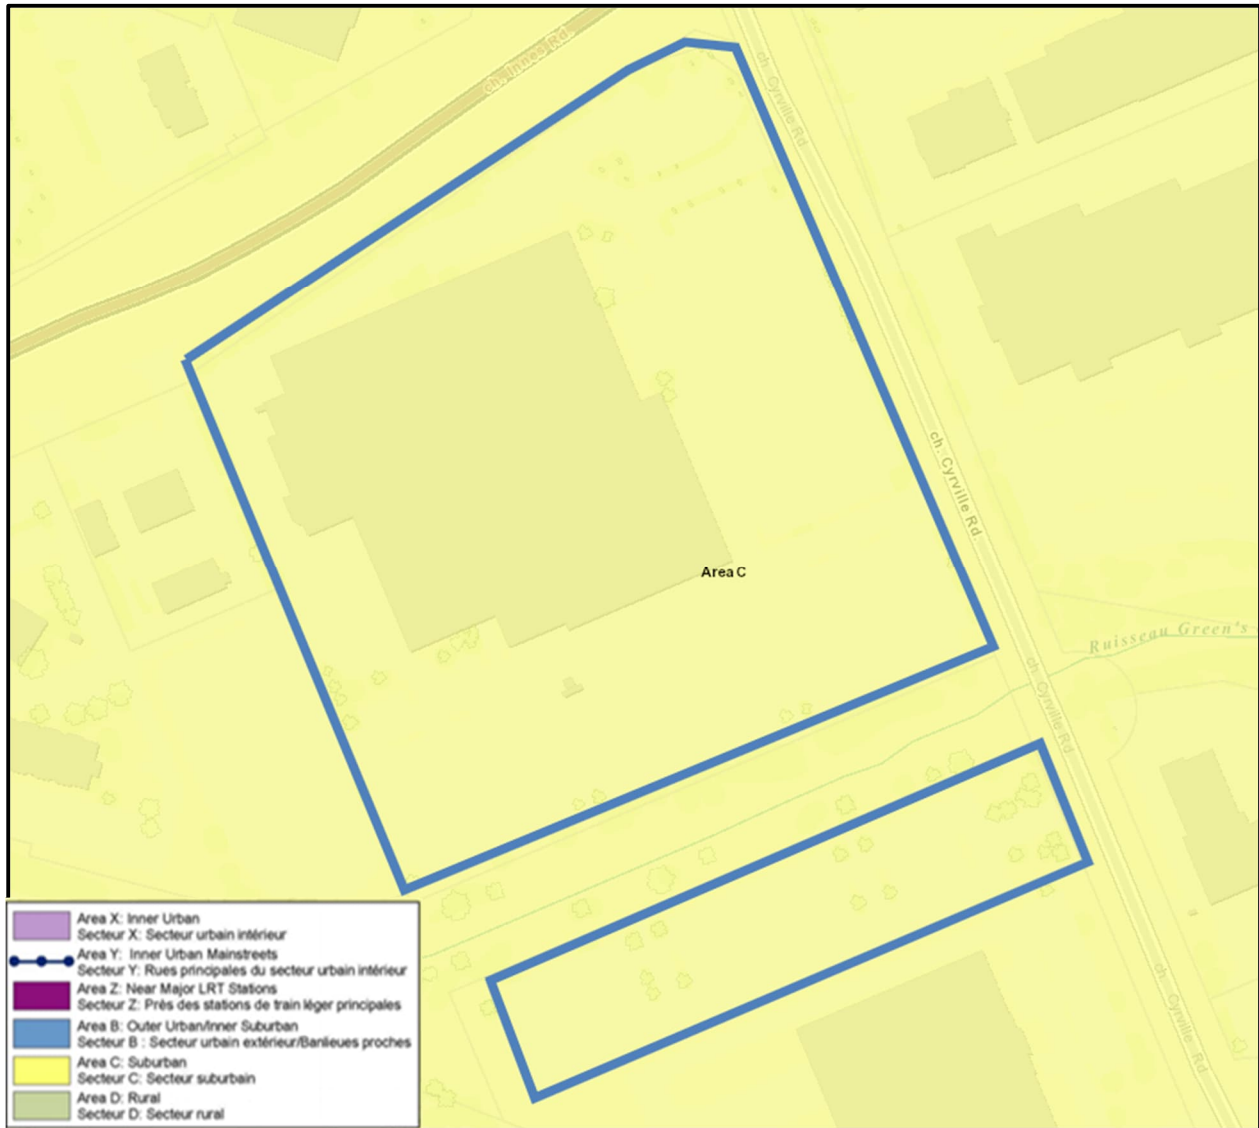 ch. Innes Rd.
ch. Cyrville Rd
ch. Cyrville Rd.
Area C
Ruisseau Green's
ch. Cyrville Rd
ch. Cyrville Rd
Area X: Inner Urban
Secteur X: Secteur urbain intérieur
Area Y: Inner Urban Mainstreets
Secteur Y: Rues principales du secteur urbain intérieur
Area Z: Near Major LRT Stations
Secteur Z: Près des stations de train léger principales
Area B: Outer Urban/Inner Suburban
Secteur B : Secteur urbain extérieur/Banlieues proches
Area C: Suburban
Secteur C: Secteur suburbain
Area D: Rural
Secteur D: Secteur rural